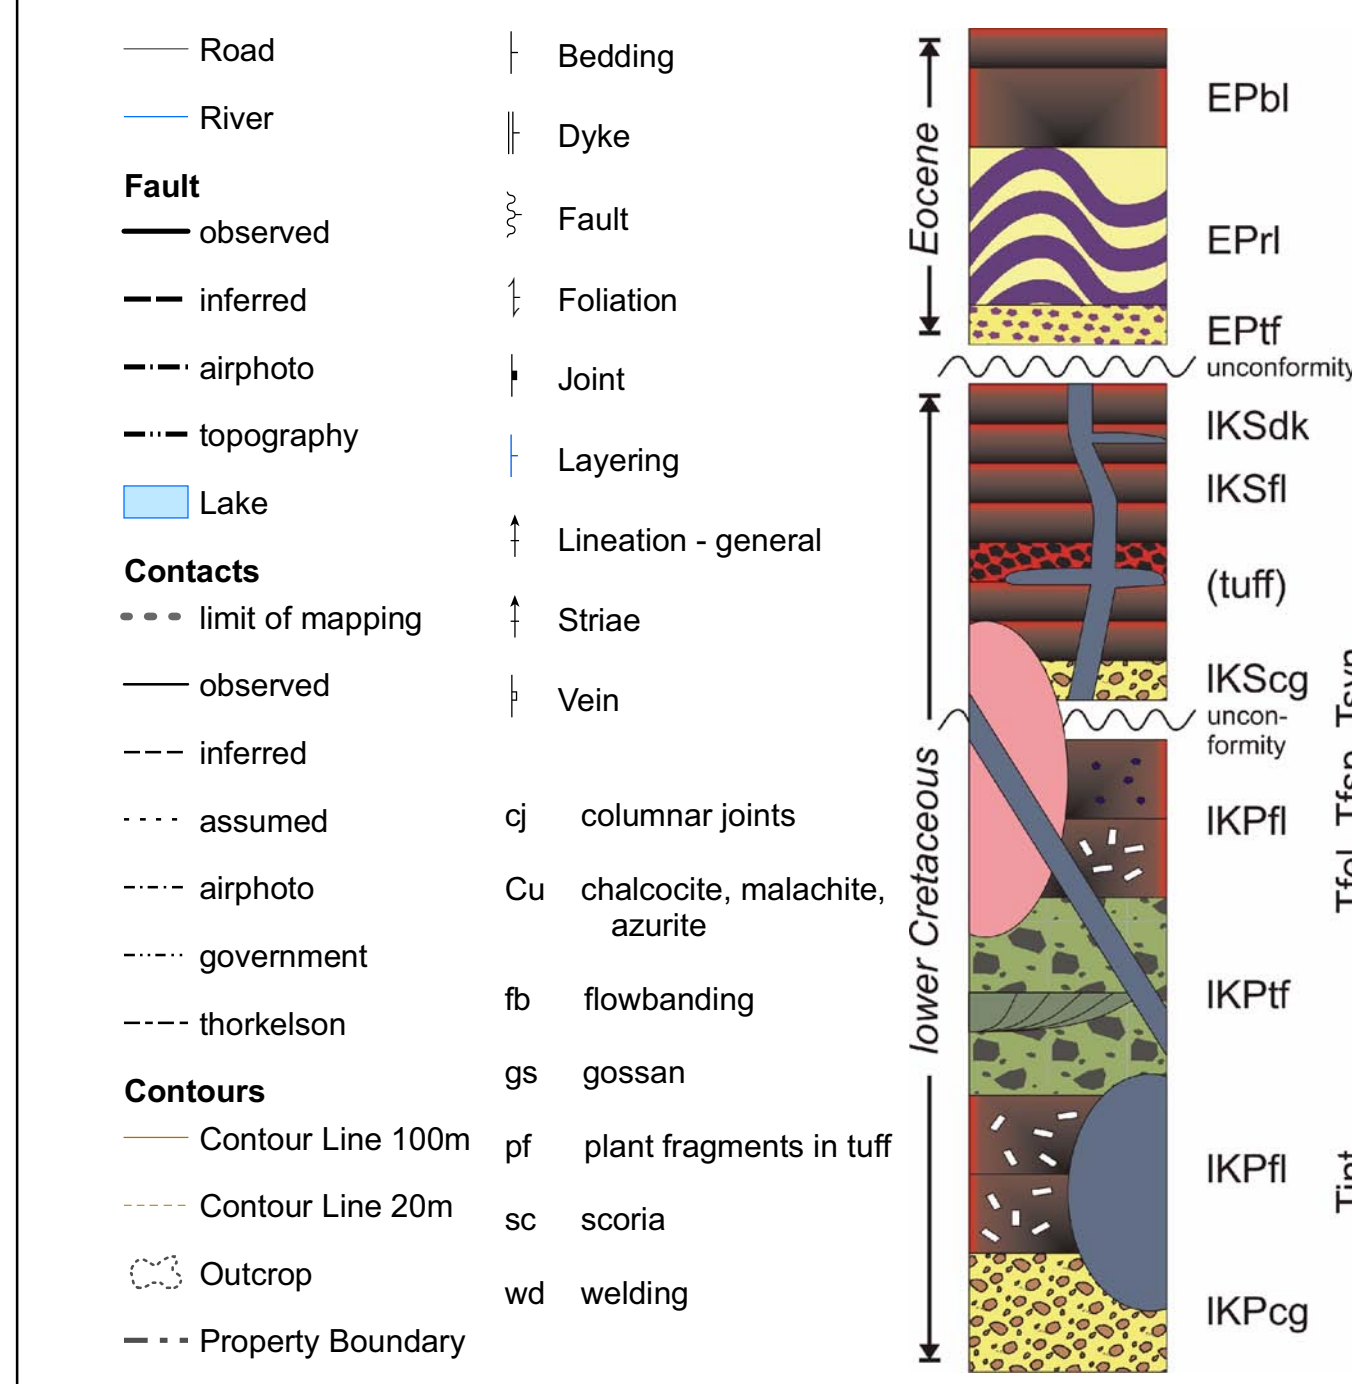 Road
River
Fault
observed
inferred
airphoto
topography
Lake
Contacts
limit of mapping
observed
inferred
assumed
airphoto
government
thorkelson
Contours
Contour Line 100m
Contour Line 20m
Outcrop
Property Boundary
Bedding
Dyke
Fault
Foliation
Joint
Layering
Lineation - general
Striae
Vein
cj columnar joints
Cu chalcocite, malachite,
azurite
fb flowbanding
gs gossan
pf plant fragments in tuff
sc scoria
wd welding
Eocene
lower Cretaceous
EPbl
EPrl
EPtf
unconformity
lKSdk
lKSfl
(tuff)
lKScg
uncon-
formity
lKPfl
lKPtf
lKPfl
lKPcg